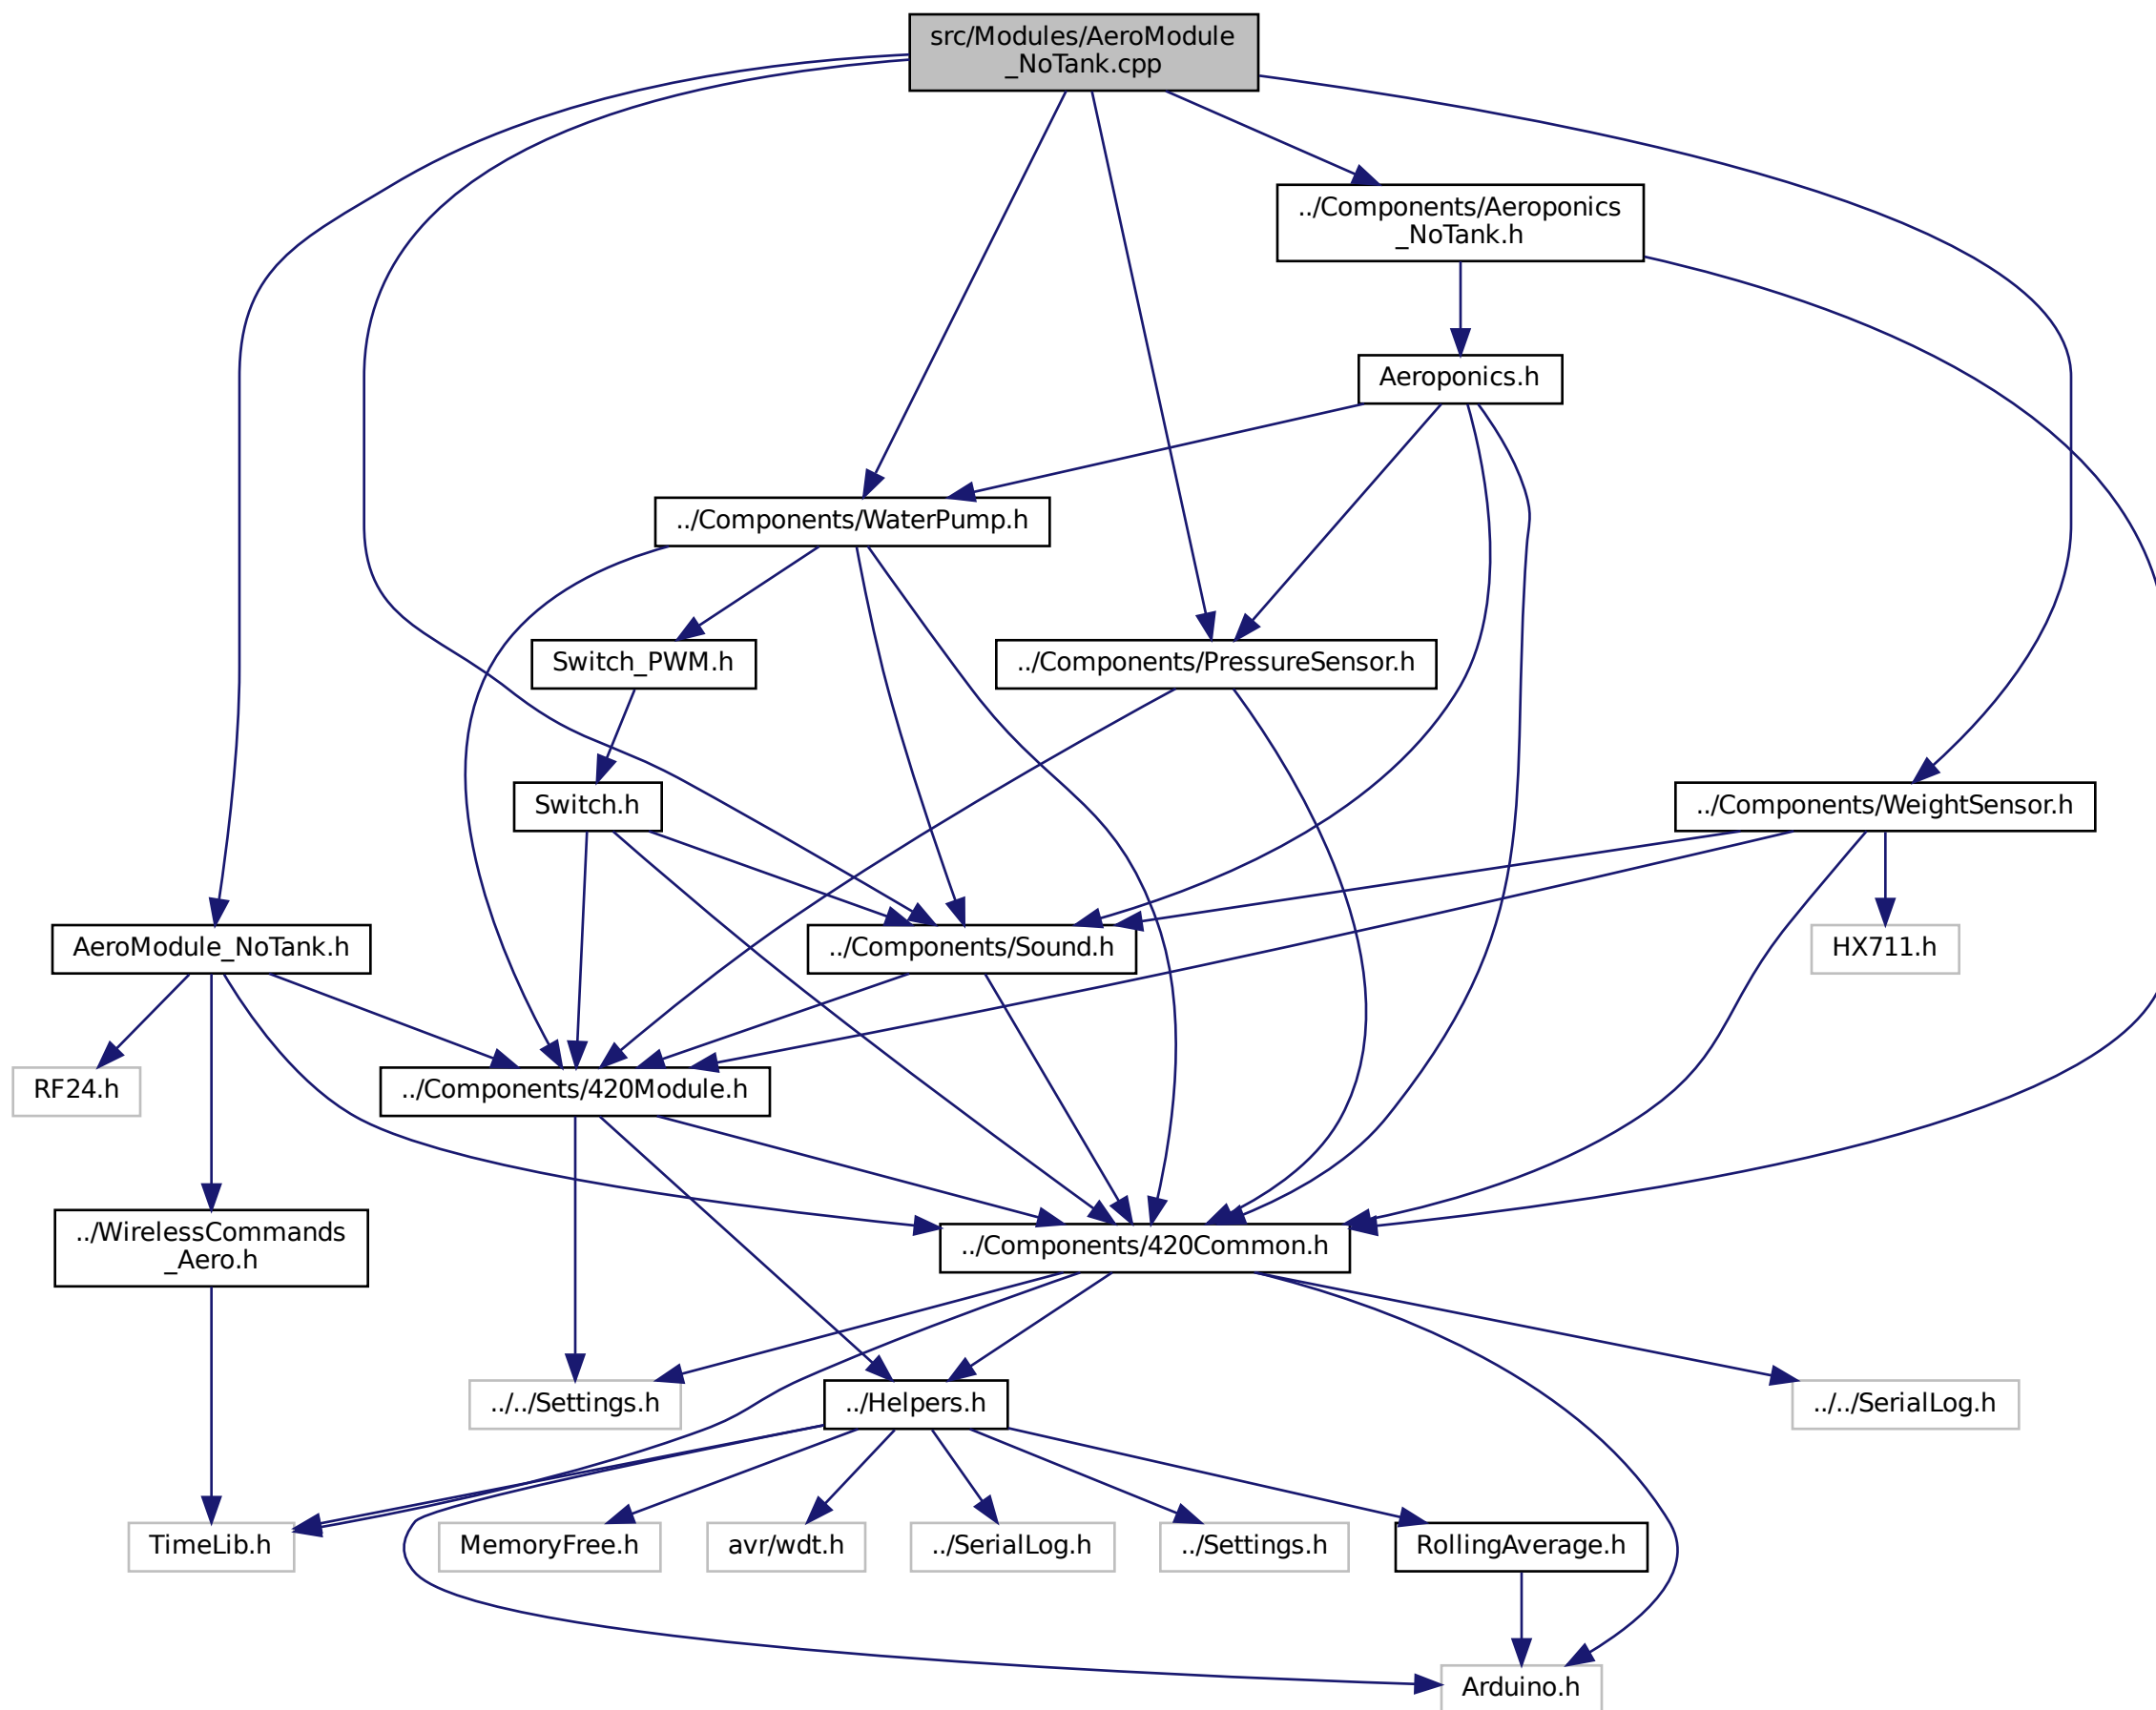 src/Modules/AeroModule
_NoTank.cpp
../Components/Aeroponics
_NoTank.h
Aeroponics.h
../Components/WaterPump.h
Switch_PWM.h
../Components/PressureSensor.h
Switch.h
../Components/WeightSensor.h
AeroModule_NoTank.h
../Components/Sound.h
HX711.h
RF24.h
../Components/420Module.h
../WirelessCommands
_Aero.h
../Components/420Common.h
../../Settings.h
../Helpers.h
../../SerialLog.h
TimeLib.h
MemoryFree.h
avr/wdt.h
../SerialLog.h
../Settings.h
RollingAverage.h
Arduino.h